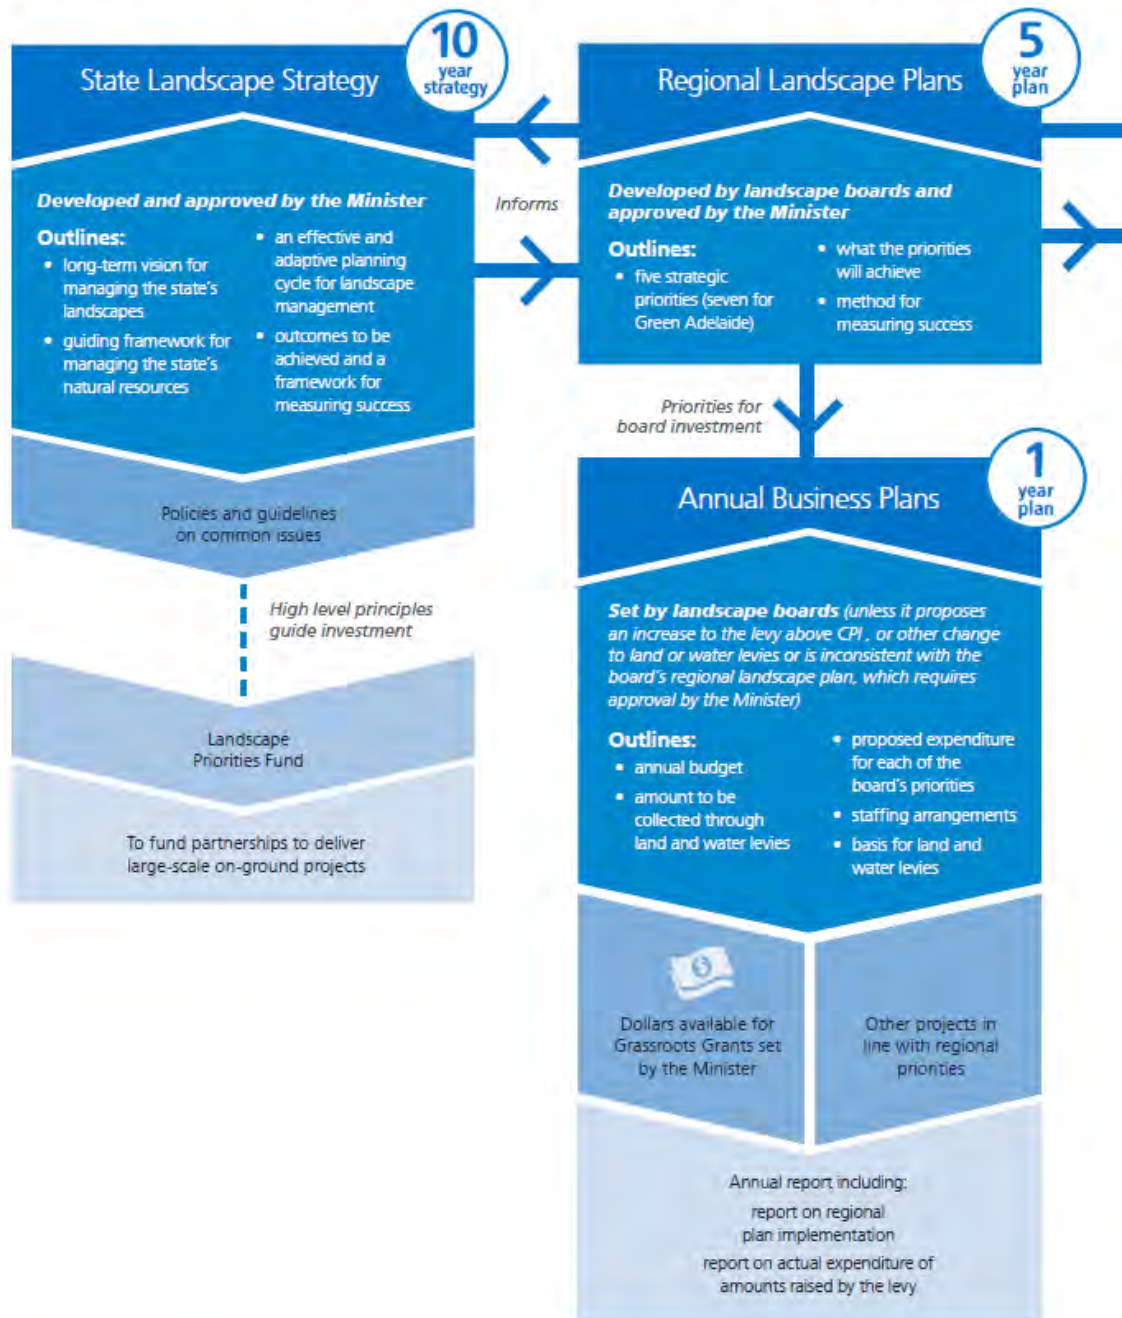 10
year
strategy
State Landscape Strategy
Developed and approved by the Minister
Outlines:
• long-term vision for
managing the state's
landscapes
• guiding framework for
managing the state's
natural resources
• an effective and
adaptive planning
cycle for landscape
management
• outcomes to be
achieved and a
framework for
measuring success
Policies and guidelines
on common issues
High level principles
guide investment
Landscape
Priorities Fund
To fund partnerships to deliver
large-scale on-ground projects
Informs
5
year
plan
Regional Landscape Plans
Developed by landscape boards and
approved by the Minister
Outlines:
• five strategic
priorities (seven for
Green Adelaide)
• what the priorities
will achieve
• method for
measuring success
Priorities for
board investment
1
year
plan
Annual Business Plans
Set by landscape boards (unless it proposes
an increase to the levy above CPI , or other change
to land or water levies or is inconsistent with the
board's regional landscape plan, which requires
approval by the Minister)
Outlines:
• annual budget
• amount to be
collected through
land and water levies
• proposed expenditure
for each of the
board's priorities
• staffing arrangements
• basis for land and
water levies
Dollars available for
Grassroots Grants set
by the Minister
Other projects in
line with regional
priorities
Annual report including:
report on regional
plan implementation
report on actual expenditure of
amounts raised by the levy